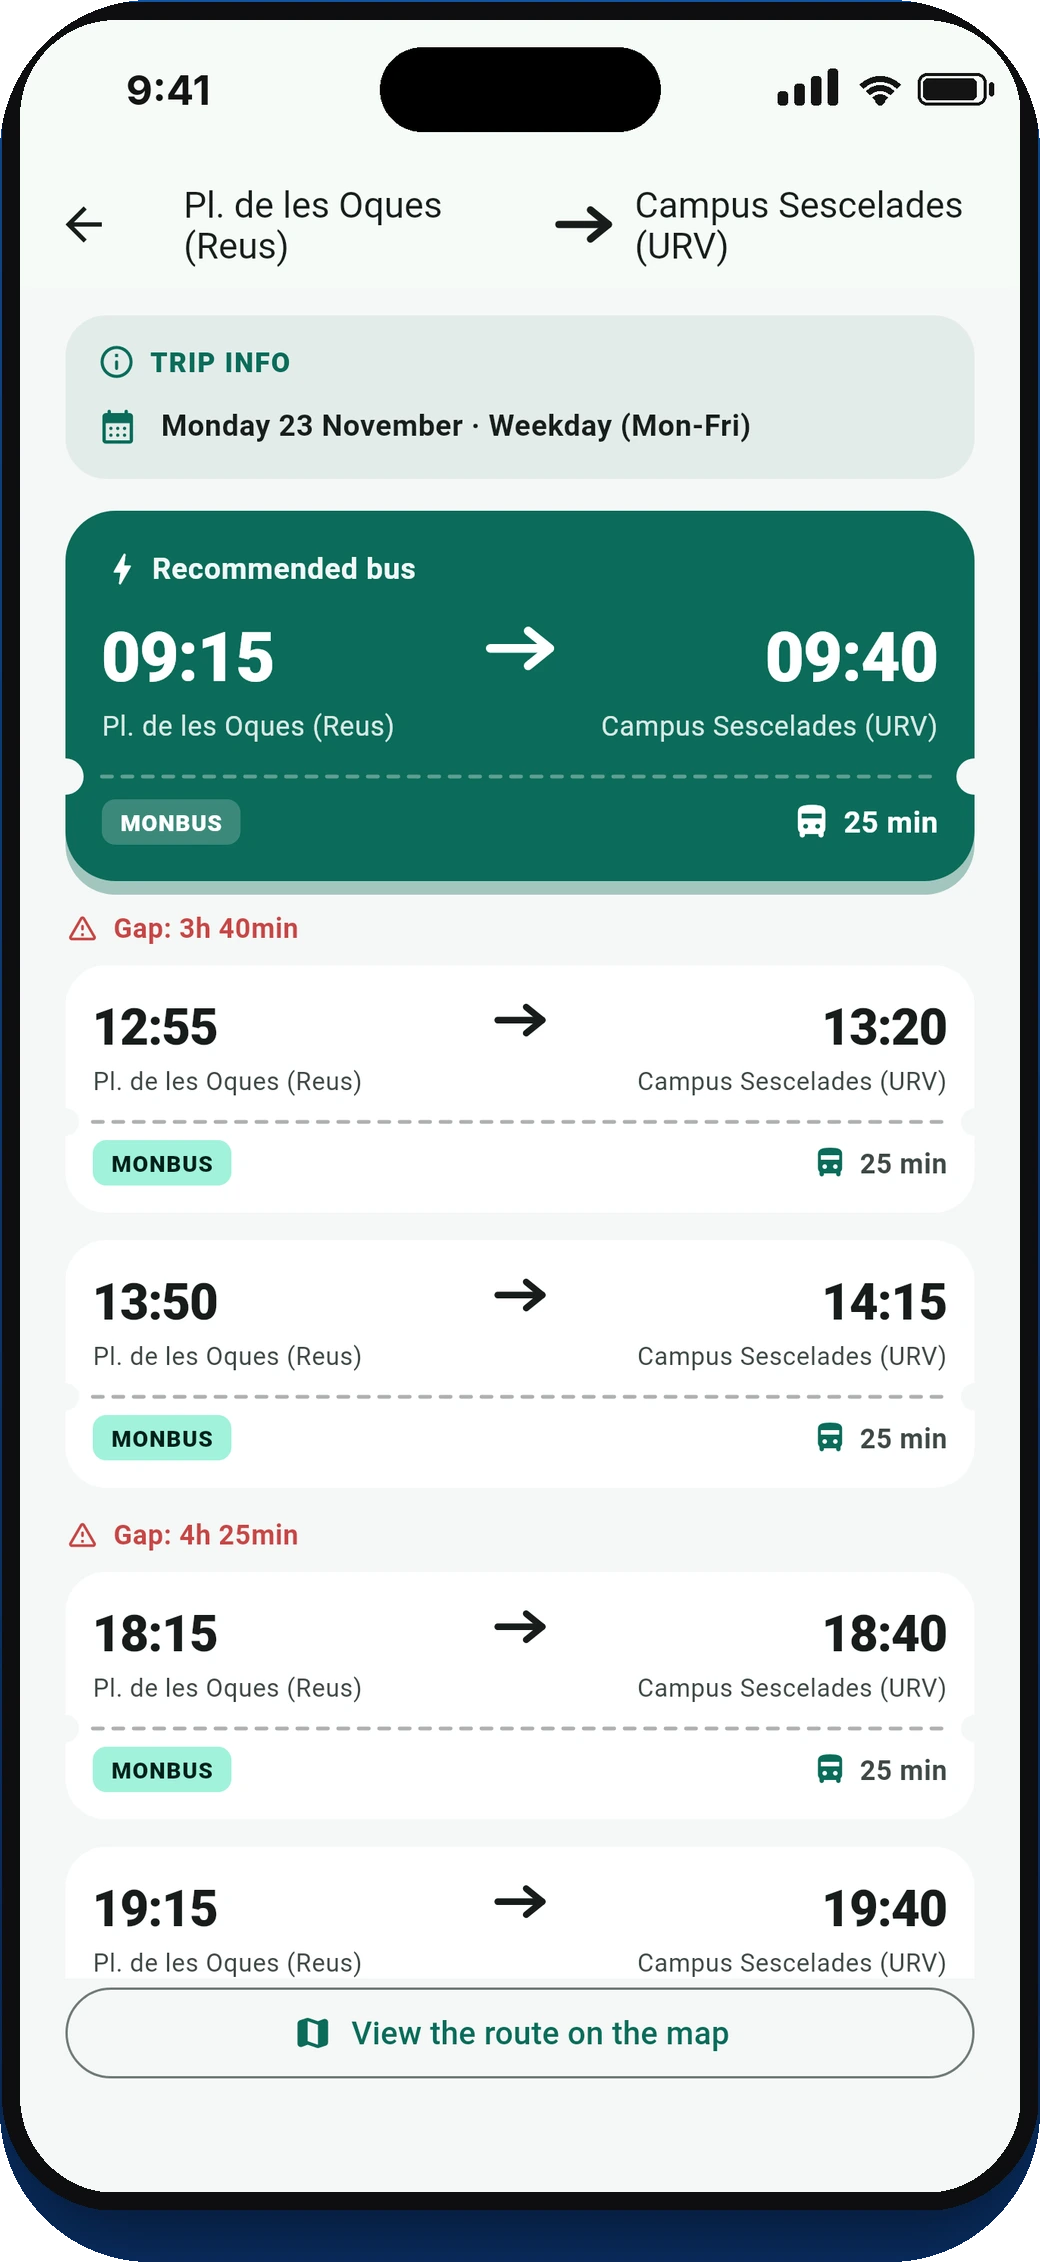 9:41
Pl. de les Oques
(Reus)
Campus Sescelades
(URV)
TRIP INFO
Monday 23 November · Weekday (Mon-Fri)
Recommended bus
09:15 09:40
Pl. de les Oques (Reus) Campus Sescelades (URV)
MONBUS 25 min
Gap: 3h 40min
12:55 13:20
Pl. de les Oques (Reus) Campus Sescelades (URV)
MONBUS 25 min
13:50 14:15
Pl. de les Oques (Reus) Campus Sescelades (URV)
MONBUS 25 min
Gap: 4h 25min
18:15 18:40
Pl. de les Oques (Reus) Campus Sescelades (URV)
MONBUS 25 min
19:15 19:40
Pl. de les Oques (Reus) Campus Sescelades (URV)
View the route on the map